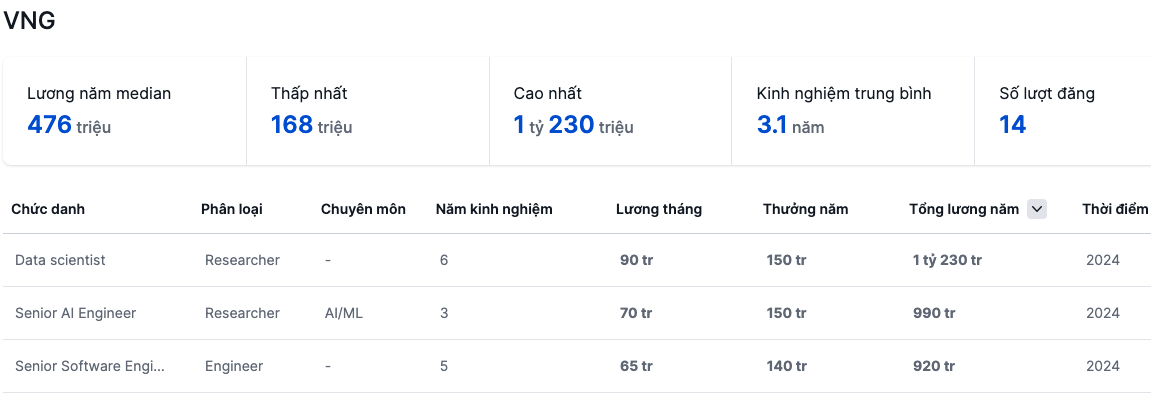 VNG
Lương năm median
476 triệu
Thấp nhất
168 triệu
Cao nhất
1 tỷ 230 triệu
Kinh nghiệm trung bình
3.1 năm
Số lượt đăng
14
Chức danh Phân loại Chuyên môn Năm kinh nghiệm Lương tháng Thưởng năm Tổng lương năm Thời điểm
Data scientist Researcher - 6 90 tr 150 tr 1 tỷ 230 tr 2024
Senior AI Engineer Researcher AI/ML 3 70 tr 150 tr 990 tr 2024
Senior Software Engi... Engineer - 5 65 tr 140 tr 920 tr 2024